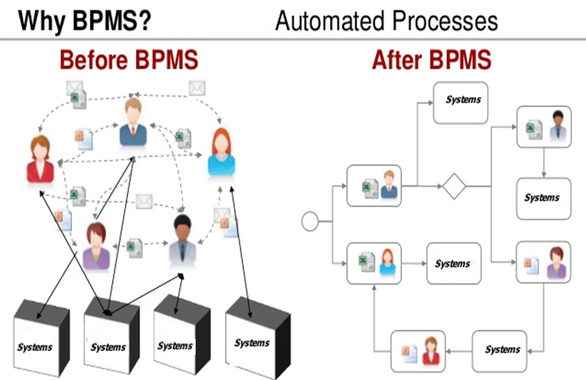 Why BPMS?
Automated Processes
Before BPMS
After BPMS
Systems
Systems
Systems
Systems
Systems
Systems
Systems
Systems